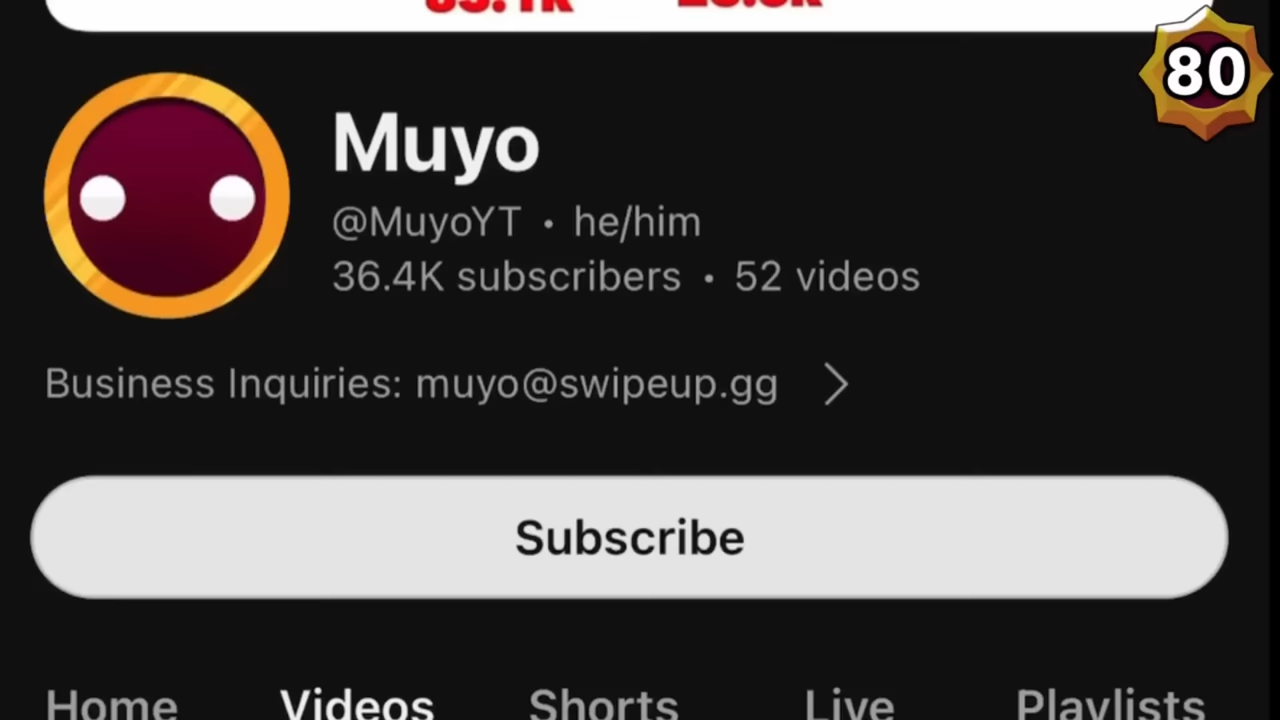 80
Muyo
@MuyoYT • he/him
36.4K subscribers • 52 videos
Business Inquiries: muyo@swipeup.gg >
Subscribe
Home Videos Shorts Live Playlists